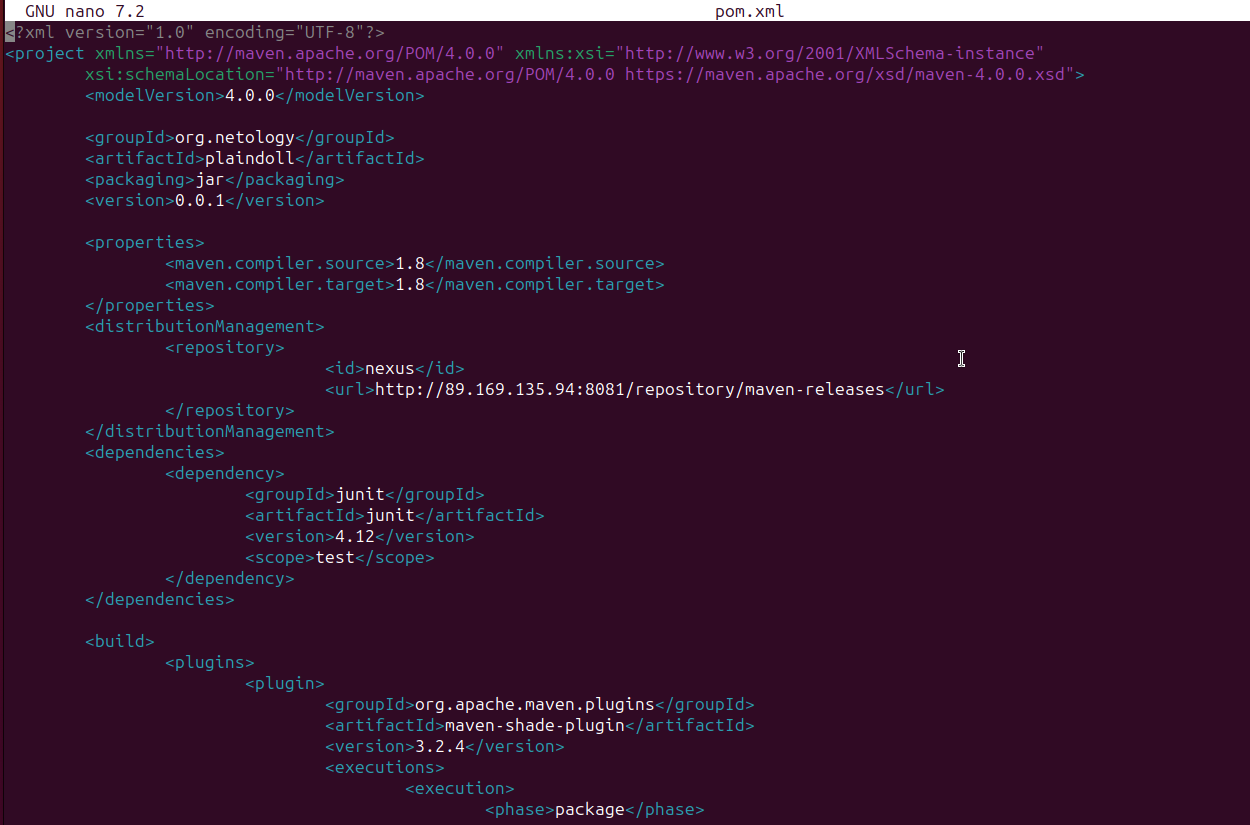 GNU nano 7.2 pom.xml
<?xml version="1.0" encoding="UTF-8"?>
<project xmlns="http://maven.apache.org/POM/4.0.0" xmlns:xsi="http://www.w3.org/2001/XMLSchema-instance"
xsi:schemaLocation="http://maven.apache.org/POM/4.0.0 https://maven.apache.org/xsd/maven-4.0.0.xsd">
<modelVersion>4.0.0</modelVersion>
<groupId>org.netology</groupId>
<artifactId>plaindoll</artifactId>
<packaging>jar</packaging>
<version>0.0.1</version>
<properties>
<maven.compiler.source>1.8</maven.compiler.source>
<maven.compiler.target>1.8</maven.compiler.target>
</properties>
<distributionManagement>
<repository>
<id>nexus</id>
<url>http://89.169.135.94:8081/repository/maven-releases</url>
</repository>
</distributionManagement>
<dependencies>
<dependency>
<groupId>junit</groupId>
<artifactId>junit</artifactId>
<version>4.12</version>
<scope>test</scope>
</dependency>
</dependencies>
<build>
<plugins>
<plugin>
<groupId>org.apache.maven.plugins</groupId>
<artifactId>maven-shade-plugin</artifactId>
<version>3.2.4</version>
<executions>
<execution>
<phase>package</phase>